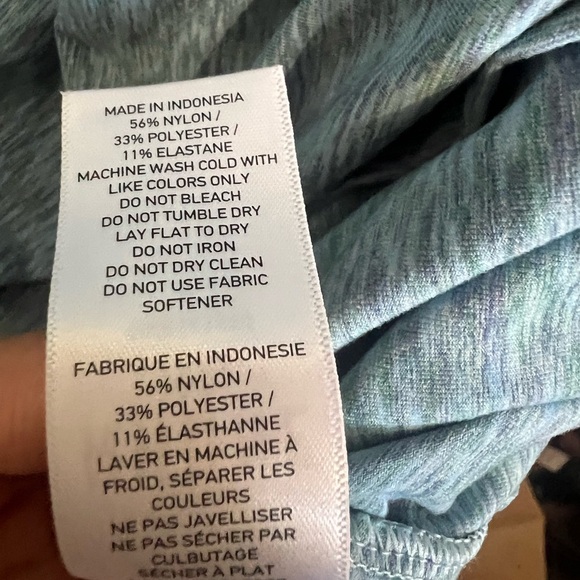 MADE IN INDONESIA
56% NYLON /
33% POLYESTER /
11% ELASTANE
MACHINE WASH COLD WITH
LIKE COLORS ONLY
DO NOT BLEACH
DO NOT TUMBLE DRY
LAY FLAT TO DRY
DO NOT IRON
DO NOT DRY CLEAN
DO NOT USE FABRIC
SOFTENER
FABRIQUE EN INDONESIE
56% NYLON /
33% POLYESTER /
11% ÉLASTHANNE
LAVER EN MACHINE À
FROID, SÉPARER LES
COULEURS
NE PAS JAVELLISER
NE PAS SÉCHER PAR
CULBUTAGE
SÉCHER À PLAT